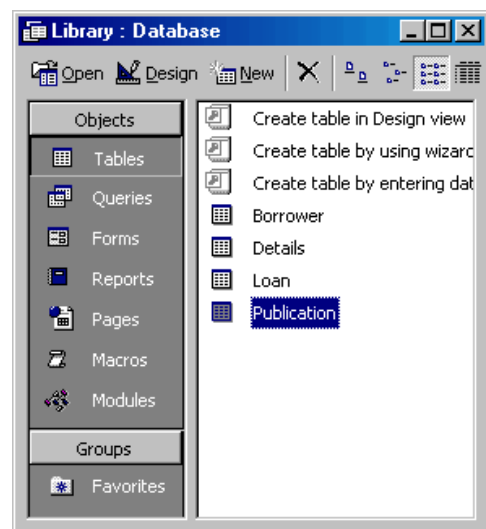 Library : Database
Open Design New
Objects
Tables
Queries
Forms
Reports
Pages
Macros
Modules
Groups
Favorites
Create table in Design view
Create table by using wizard
Create table by entering dat
Borrower
Details
Loan
Publication